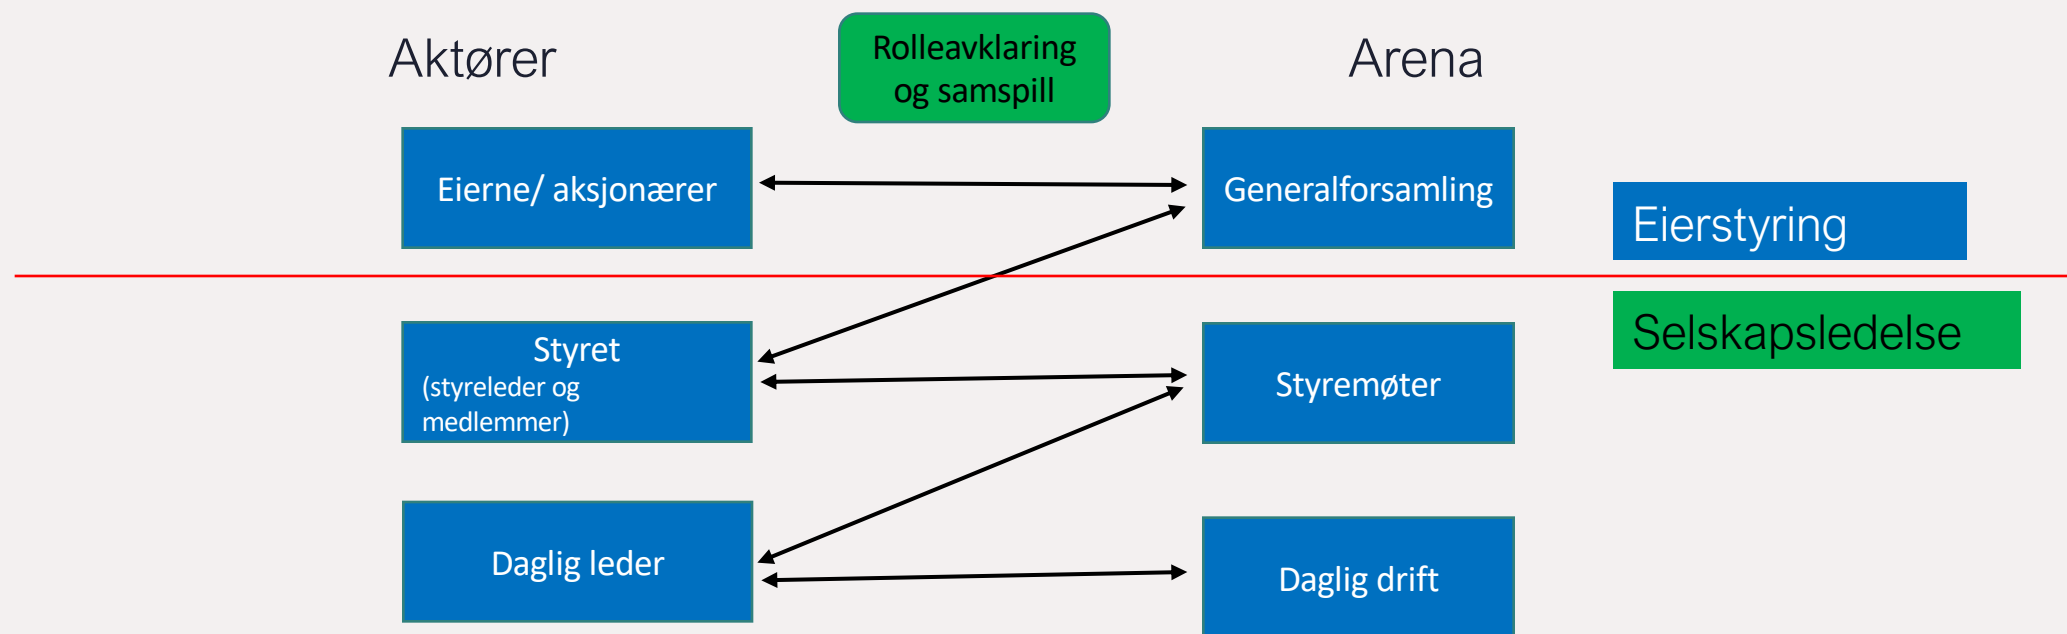 Aktører
Rolleavklaring
og samspill
Arena
Eierne/ aksjonærer
Generalforsamling
Eierstyring
Selskapsledelse
Styret
(styreleder og
medlemmer)
Styremøter
Daglig leder
Daglig drift